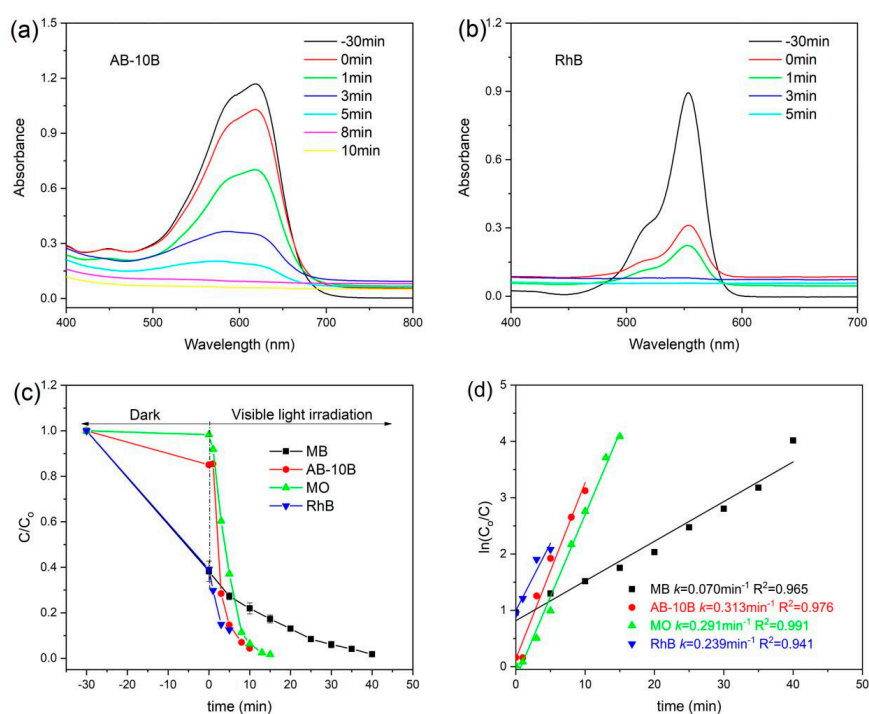 (a)
AB-10B
-30min
0min
1min
3min
5min
8min
10min
1.5
1.2
0.9
0.6
0.3
0.0
Absorbance
400
500
600
700
800
Wavelength (nm)
(b)
RhB
-30min
0min
1min
3min
5min
1.2
0.9
0.6
0.3
0.0
Absorbance
400
500
600
700
Wavelength (nm)
(c)
Dark
Visible light irradiation
MB
AB-10B
MO
RhB
1.2
1.0
0.8
0.6
0.4
0.2
0.0
C/Co
-30
-20
-10
0
10
20
30
40
50
time (min)
(d)
5
4
3
2
1
0
ln(Co/C)
MB k=0.070min⁻¹ R²=0.965
AB-10B k=0.313min⁻¹ R²=0.976
MO k=0.291min⁻¹ R²=0.991
RhB k=0.239min⁻¹ R²=0.941
0
10
20
30
40
50
time (min)